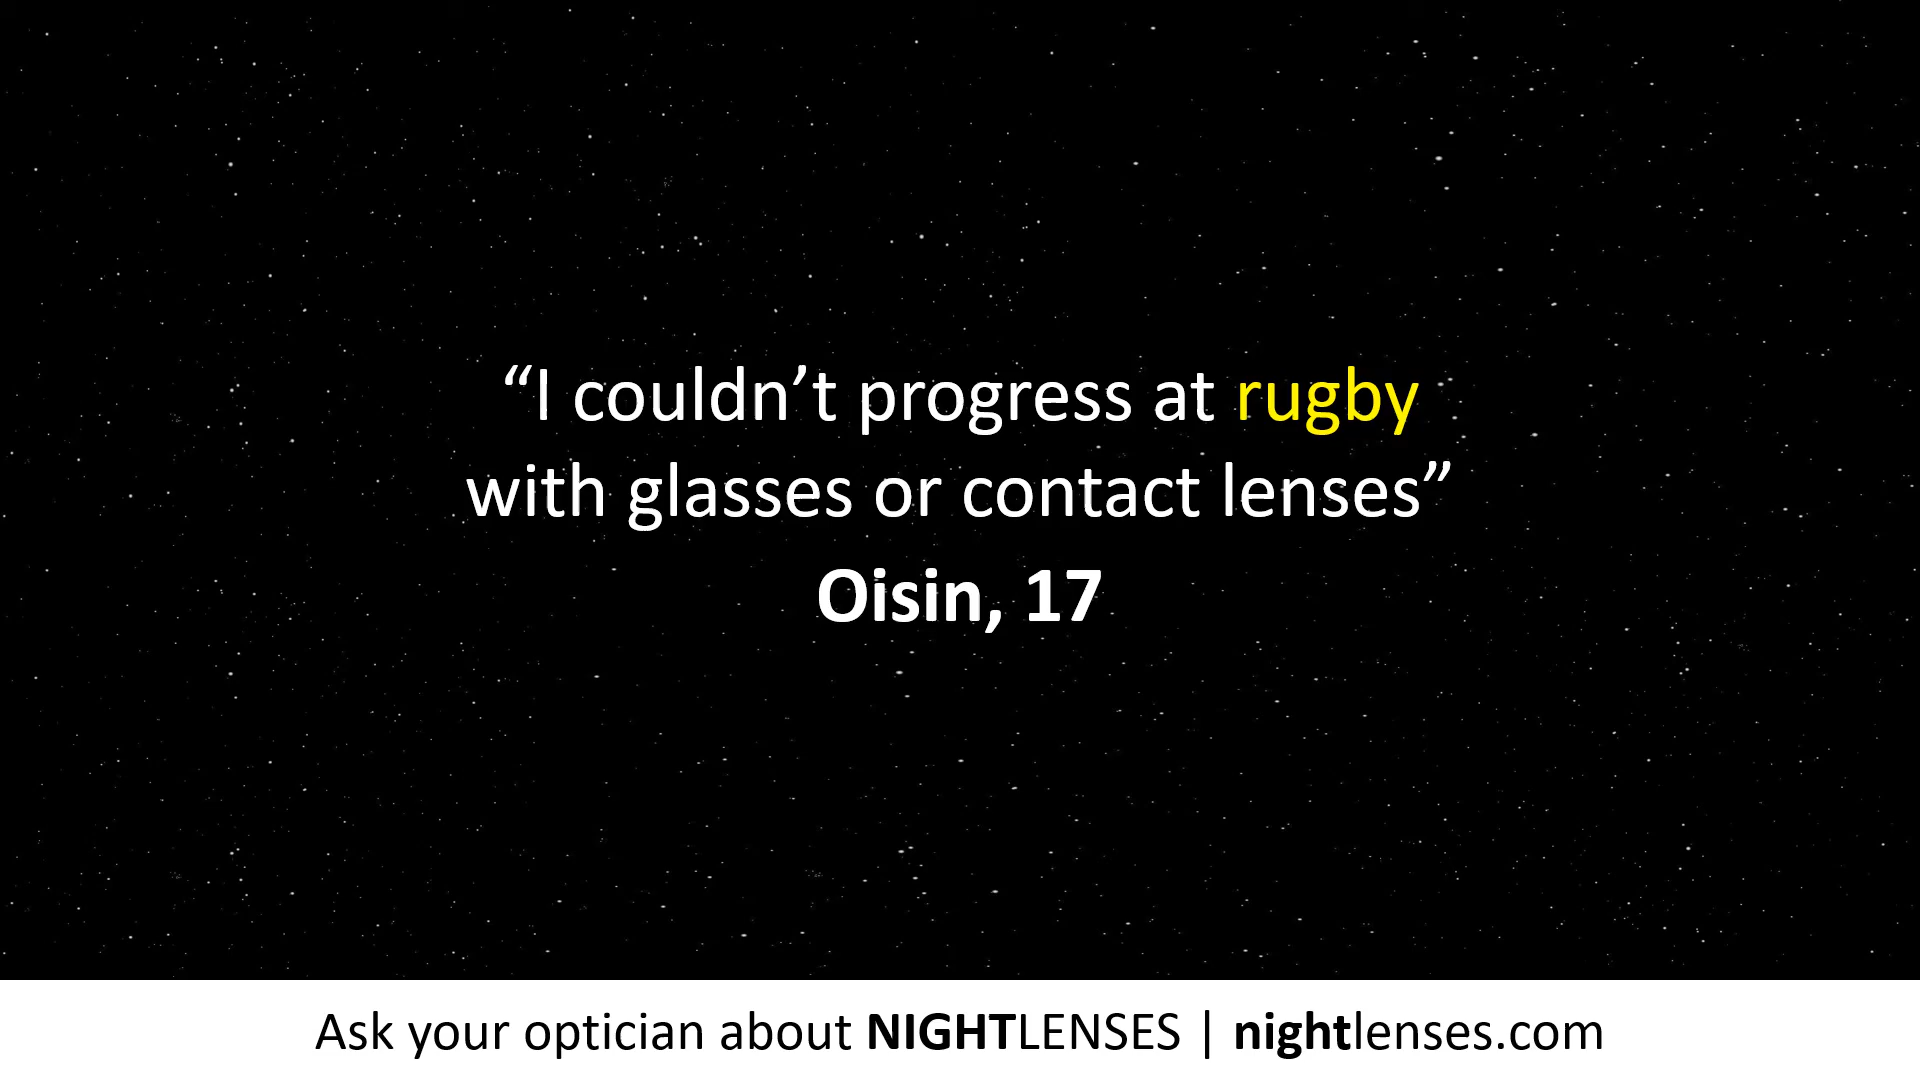 “I couldn’t progress at rugby
with glasses or contact lenses”
Oisin, 17
Ask your optician about NIGHTLENSES | nightlenses.com